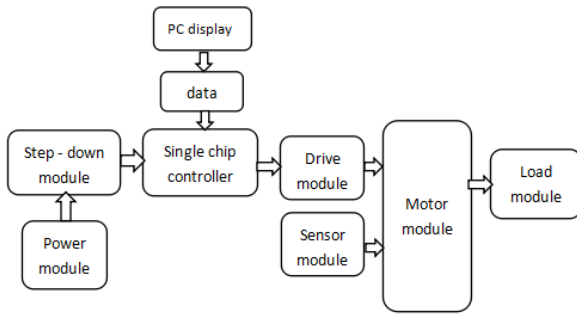 PC display
data
Step - down
module
Single chip
controller
Drive
module
Motor
module
Load
module
Power
module
Sensor
module